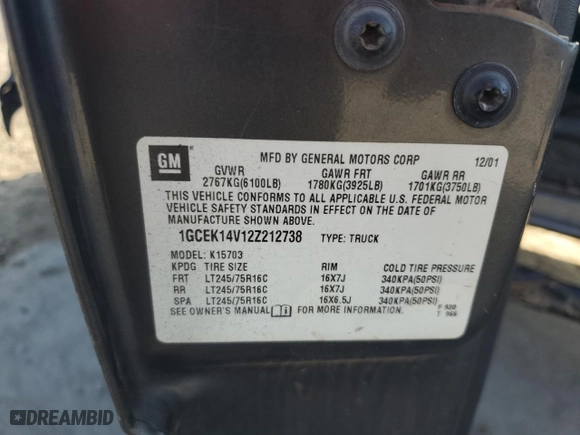 GM
MFD BY GENERAL MOTORS CORP 12/01
GVWR GAWR FRT GAWR RR
2767KG(6100LB) 1780KG(3925LB) 1701KG(3750LB)
THIS VEHICLE CONFORMS TO ALL APPLICABLE U.S. FEDERAL MOTOR
VEHICLE SAFETY STANDARDS IN EFFECT ON THE DATE OF
MANUFACTURE SHOWN ABOVE.
1GCEK14V12Z212738 TYPE: TRUCK
MODEL: K15703
KPDG TIRE SIZE RIM COLD TIRE PRESSURE
FRT LT245/75R16C 16X7J 340KPA(50PSI)
RR LT245/75R16C 16X7J 340KPA(50PSI)
SPA LT245/75R16C 16X6.5J 340KPA(50PSI)
SEE OWNER'S MANUAL FOR MORE INFORMATION.
F 930
T 966
DREAMBID